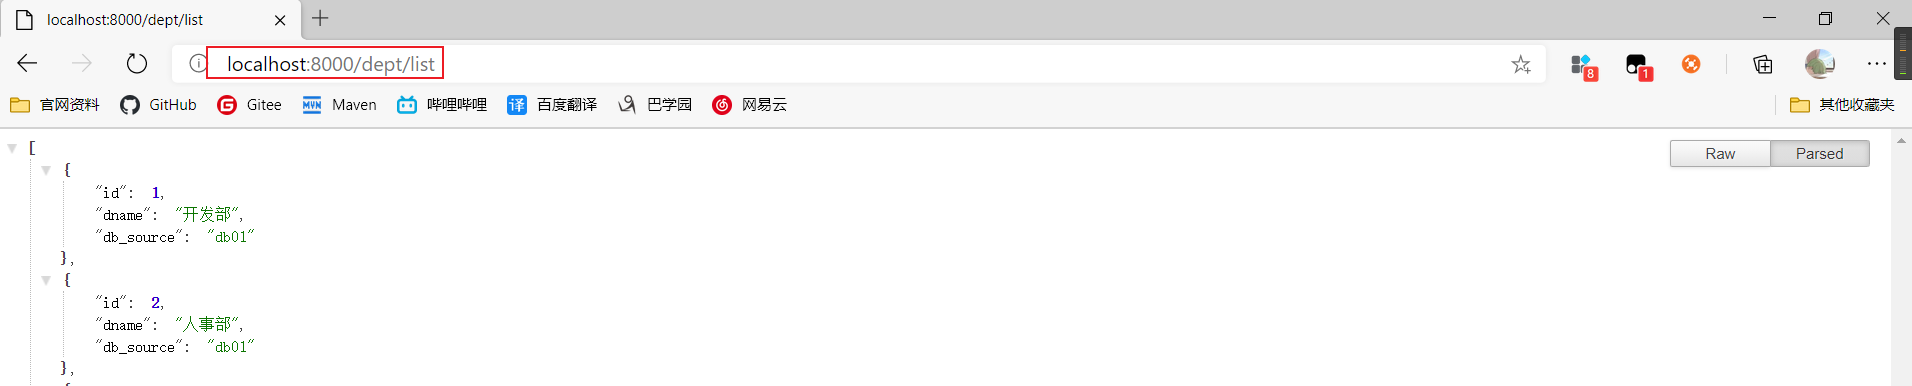 localhost:8000/dept/list
localhost:8000/dept/list
8
1
官网资料 GitHub Gitee Maven 哔哩哔哩 百度翻译 巴学园 网易云 其他收藏夹
MVN
译
Raw Parsed
[
{
"id": 1,
"dname": "开发部",
"db_source": "db01"
},
{
"id": 2,
"dname": "人事部",
"db_source": "db01"
},